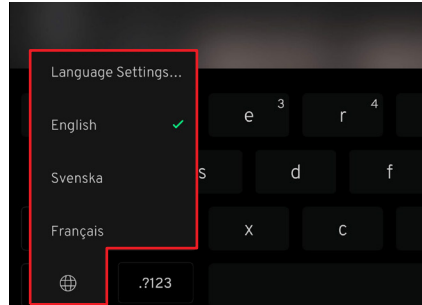 Language Settings...
English
Svenska
Français
e 3 r 4
s d f
x c
.?123